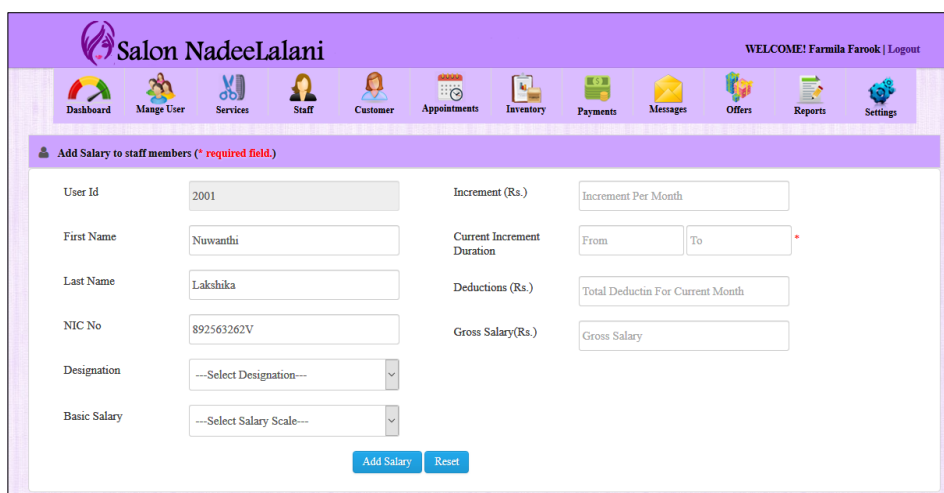 Salon NadeeLalani
WELCOME! Farmila Farook | Logout
Dashboard Mange User Services Staff Customer Appointments Inventory Payments Messages Offers Reports Settings
Add Salary to staff members (* required field.)
User Id 2001 Increment (Rs.) Increment Per Month
First Name Nuwanthi Current Increment Duration From To *
Last Name Lakshika Deductions (Rs.) Total Deductin For Current Month
NIC No 892563262V Gross Salary(Rs.) Gross Salary
Designation ---Select Designation---
Basic Salary ---Select Salary Scale---
Add Salary Reset